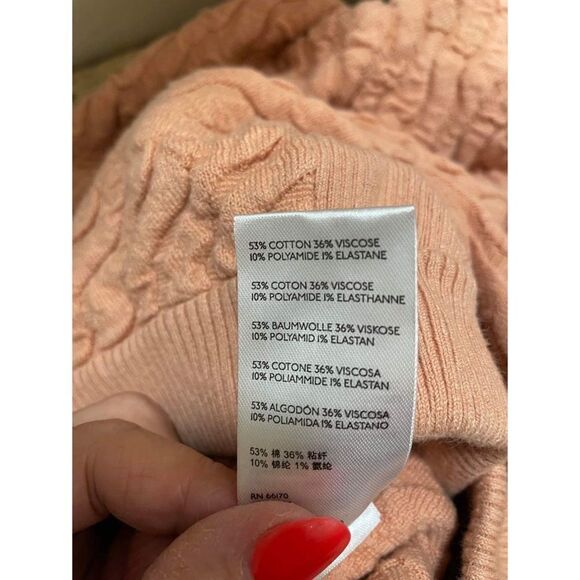 53% COTTON 36% VISCOSE
10% POLYAMIDE 1% ELASTANE
53% COTON 36% VISCOSE
10% POLYAMIDE 1% ELASTHANNE
53% BAUMWOLLE 36% VISKOSE
10% POLYAMID 1% ELASTAN
53% COTONE 36% VISCOSA
10% POLIAMMIDE 1% ELASTAN
53% ALGODÓN 36% VISCOSA
10% POLIAMIDA 1% ELASTANO
53% 棉 36% 粘纤
10% 锦纶 1% 氨纶
RN 66170